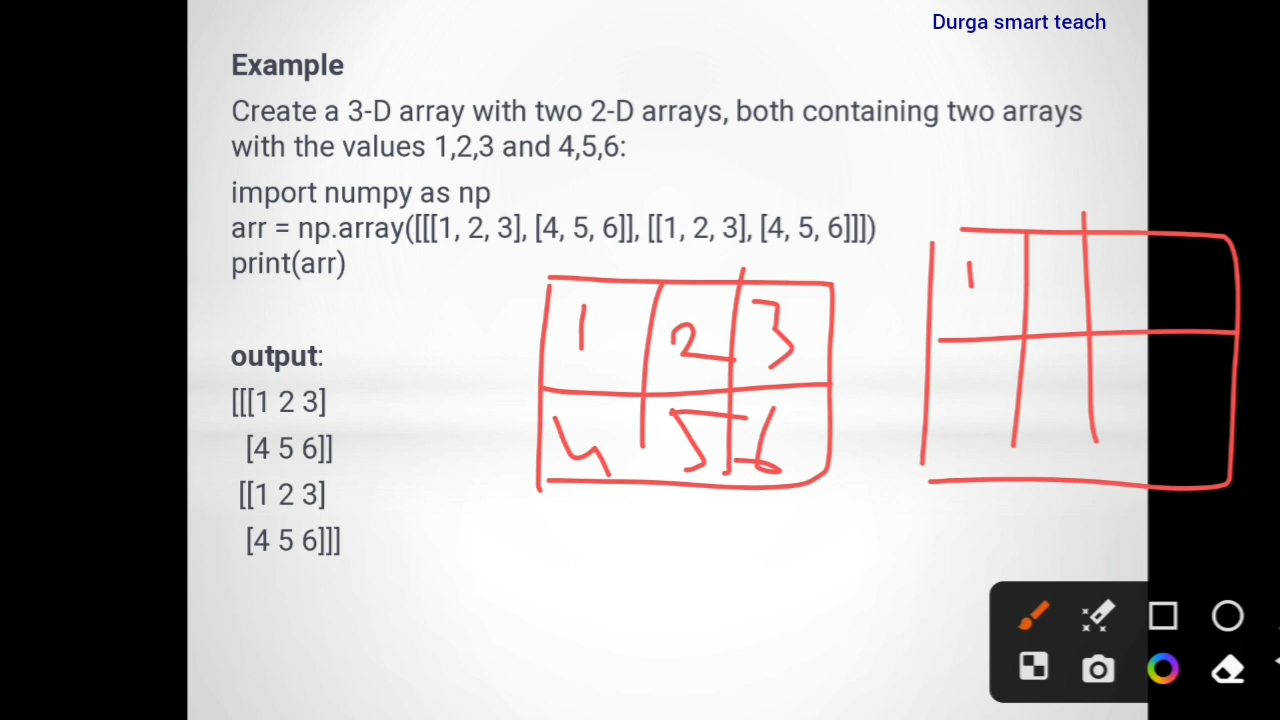 Durga smart teach
Example
Create a 3-D array with two 2-D arrays, both containing two arrays
with the values 1,2,3 and 4,5,6:
import numpy as np
arr = np.array([[[1, 2, 3], [4, 5, 6]], [[1, 2, 3], [4, 5, 6]]])
print(arr)
output:
[[[1 2 3]
[4 5 6]]
[[1 2 3]
[4 5 6]]]
1 2 3
4 5 6
1